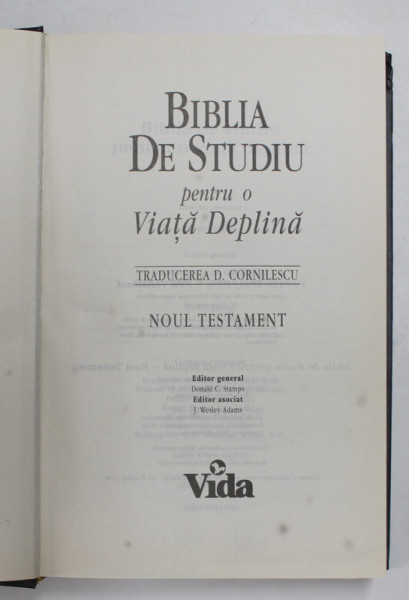 BIBLIA
DE STUDIU
pentru o
Viață Deplină
TRADUCEREA D. CORNILESCU
NOUL TESTAMENT
Editor general
Donald C. Stamps
Editor asociat
J. Wesley Adams
Vida